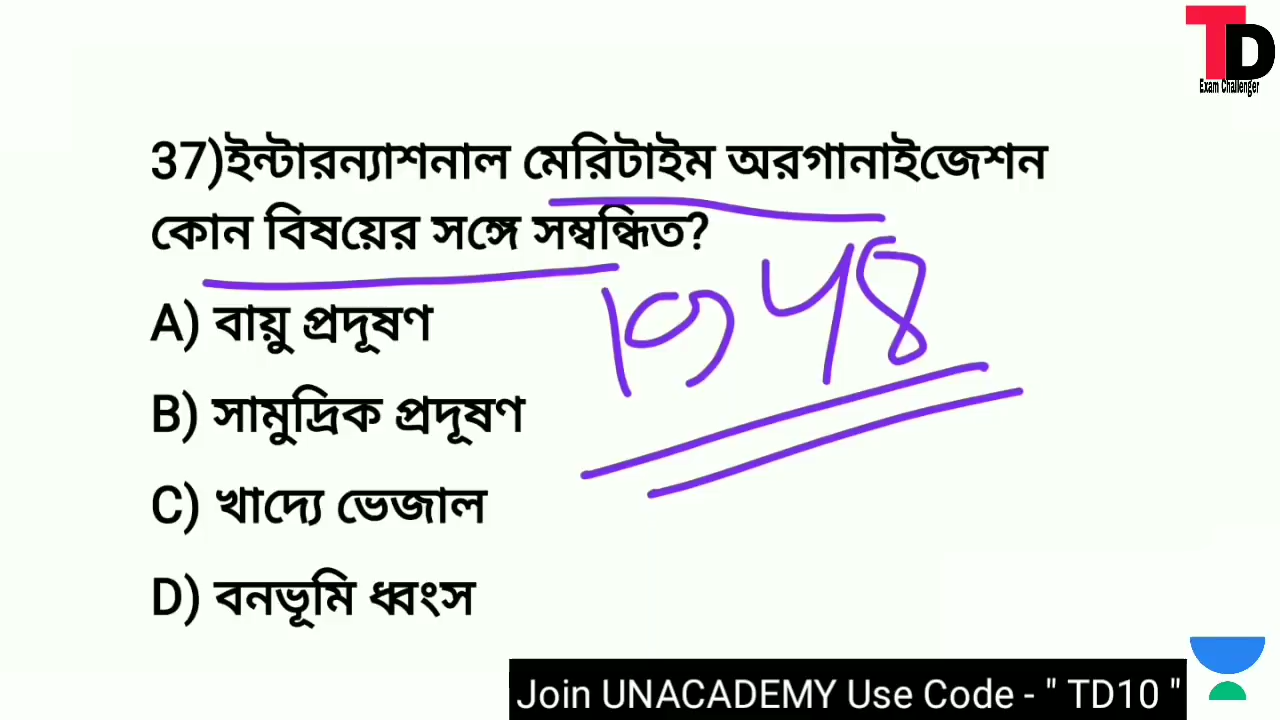 TD
Exam Challenger
37)ইন্টারন্যাশনাল মেরিটাইম অরগানাইজেশন
কোন বিষয়ের সঙ্গে সম্বন্ধিত?
1948
A) বায়ু প্রদূষণ
B) সামুদ্রিক প্রদূষণ
C) খাদ্যে ভেজাল
D) বনভূমি ধ্বংস
Join UNACADEMY Use Code - " TD10 "